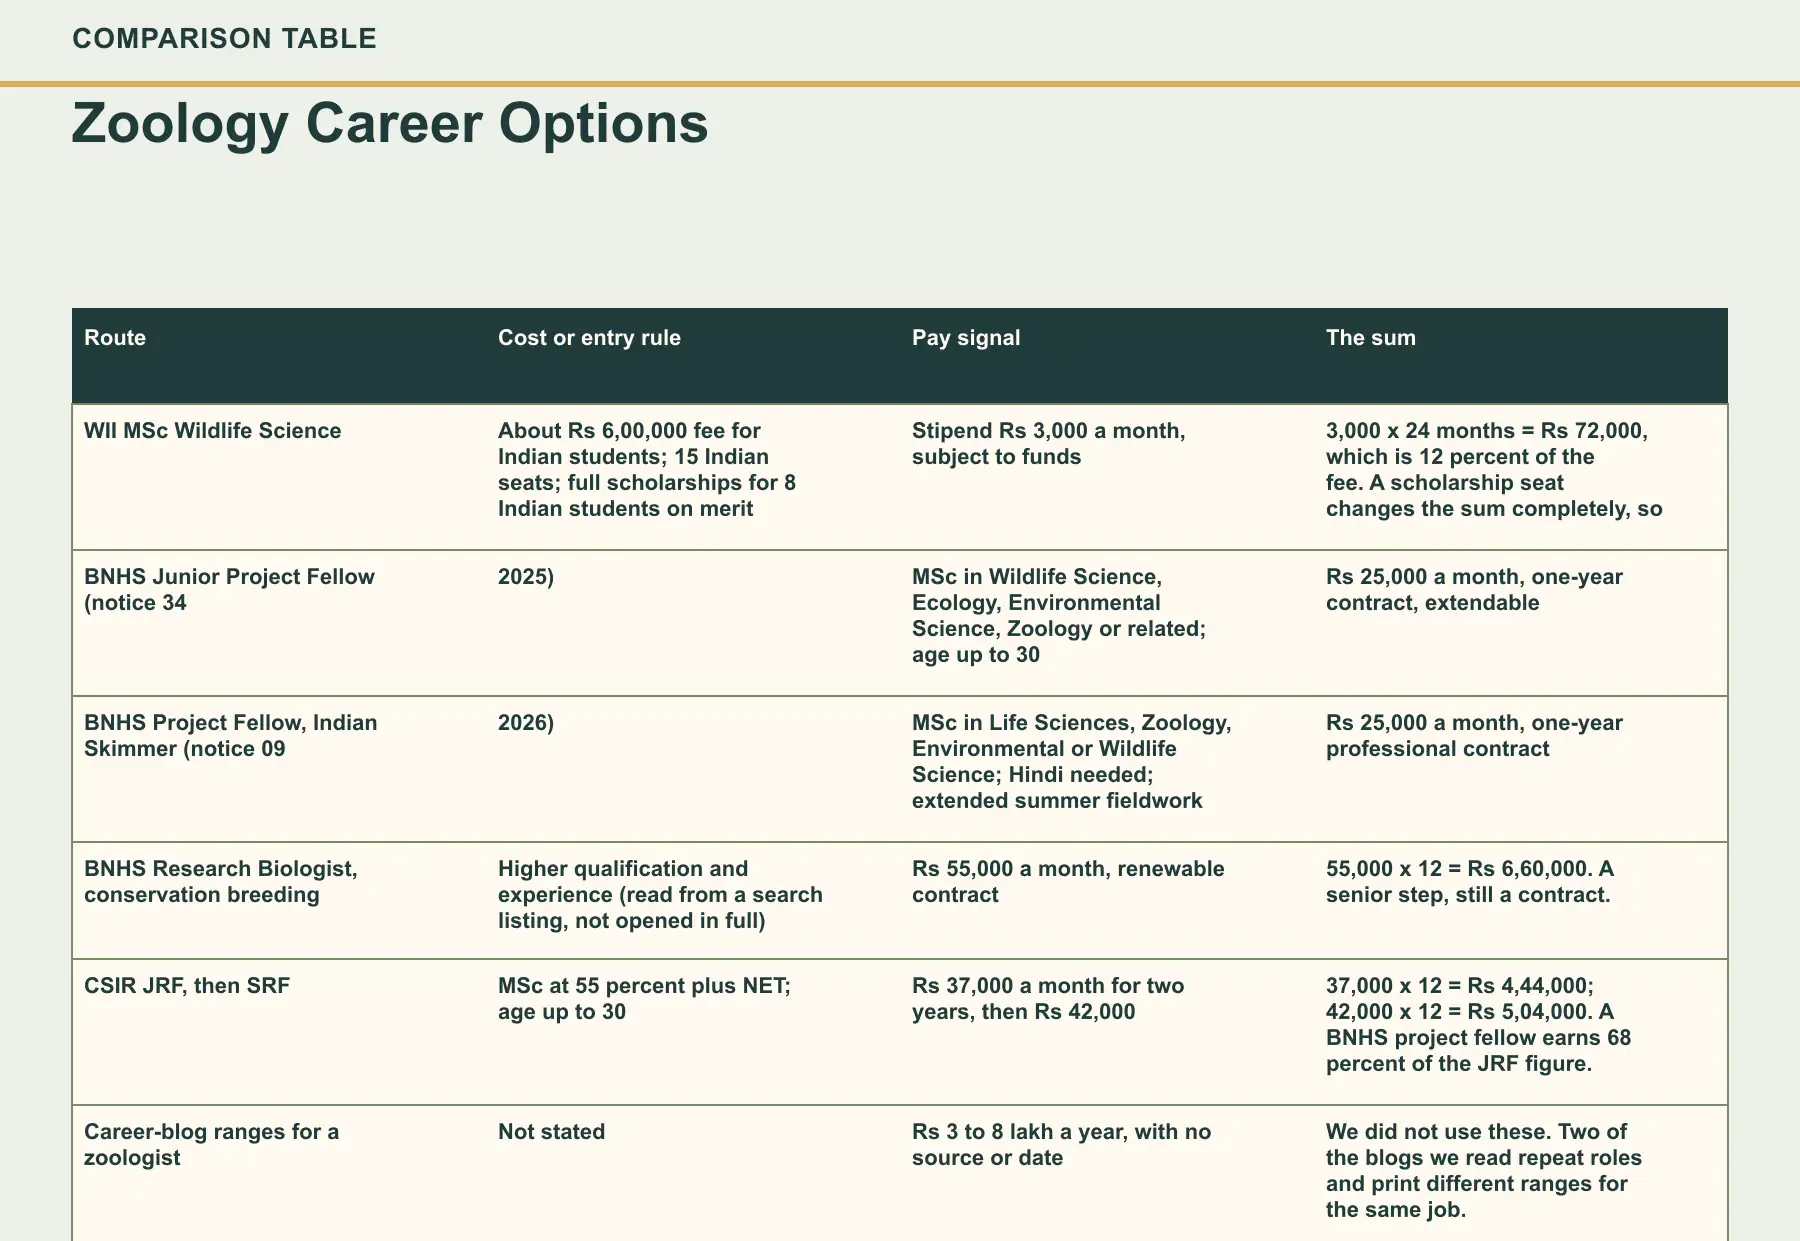 COMPARISON TABLE
Zoology Career Options
Route
Cost or entry rule
Pay signal
The sum
WII MSc Wildlife Science
About Rs 6,00,000 fee for
Indian students; 15 Indian
seats; full scholarships for 8
Indian students on merit
Stipend Rs 3,000 a month,
subject to funds
3,000 x 24 months = Rs 72,000,
which is 12 percent of the
fee. A scholarship seat
changes the sum completely, so
BNHS Junior Project Fellow
(notice 34
2025)
MSc in Wildlife Science,
Ecology, Environmental
Science, Zoology or related;
age up to 30
Rs 25,000 a month, one-year
contract, extendable
BNHS Project Fellow, Indian
Skimmer (notice 09
2026)
MSc in Life Sciences, Zoology,
Environmental or Wildlife
Science; Hindi needed;
extended summer fieldwork
Rs 25,000 a month, one-year
professional contract
BNHS Research Biologist,
conservation breeding
Higher qualification and
experience (read from a search
listing, not opened in full)
Rs 55,000 a month, renewable
contract
55,000 x 12 = Rs 6,60,000. A
senior step, still a contract.
CSIR JRF, then SRF
MSc at 55 percent plus NET;
age up to 30
Rs 37,000 a month for two
years, then Rs 42,000
37,000 x 12 = Rs 4,44,000;
42,000 x 12 = Rs 5,04,000. A
BNHS project fellow earns 68
percent of the JRF figure.
Career-blog ranges for a
zoologist
Not stated
Rs 3 to 8 lakh a year, with no
source or date
We did not use these. Two of
the blogs we read repeat roles
and print different ranges for
the same job.